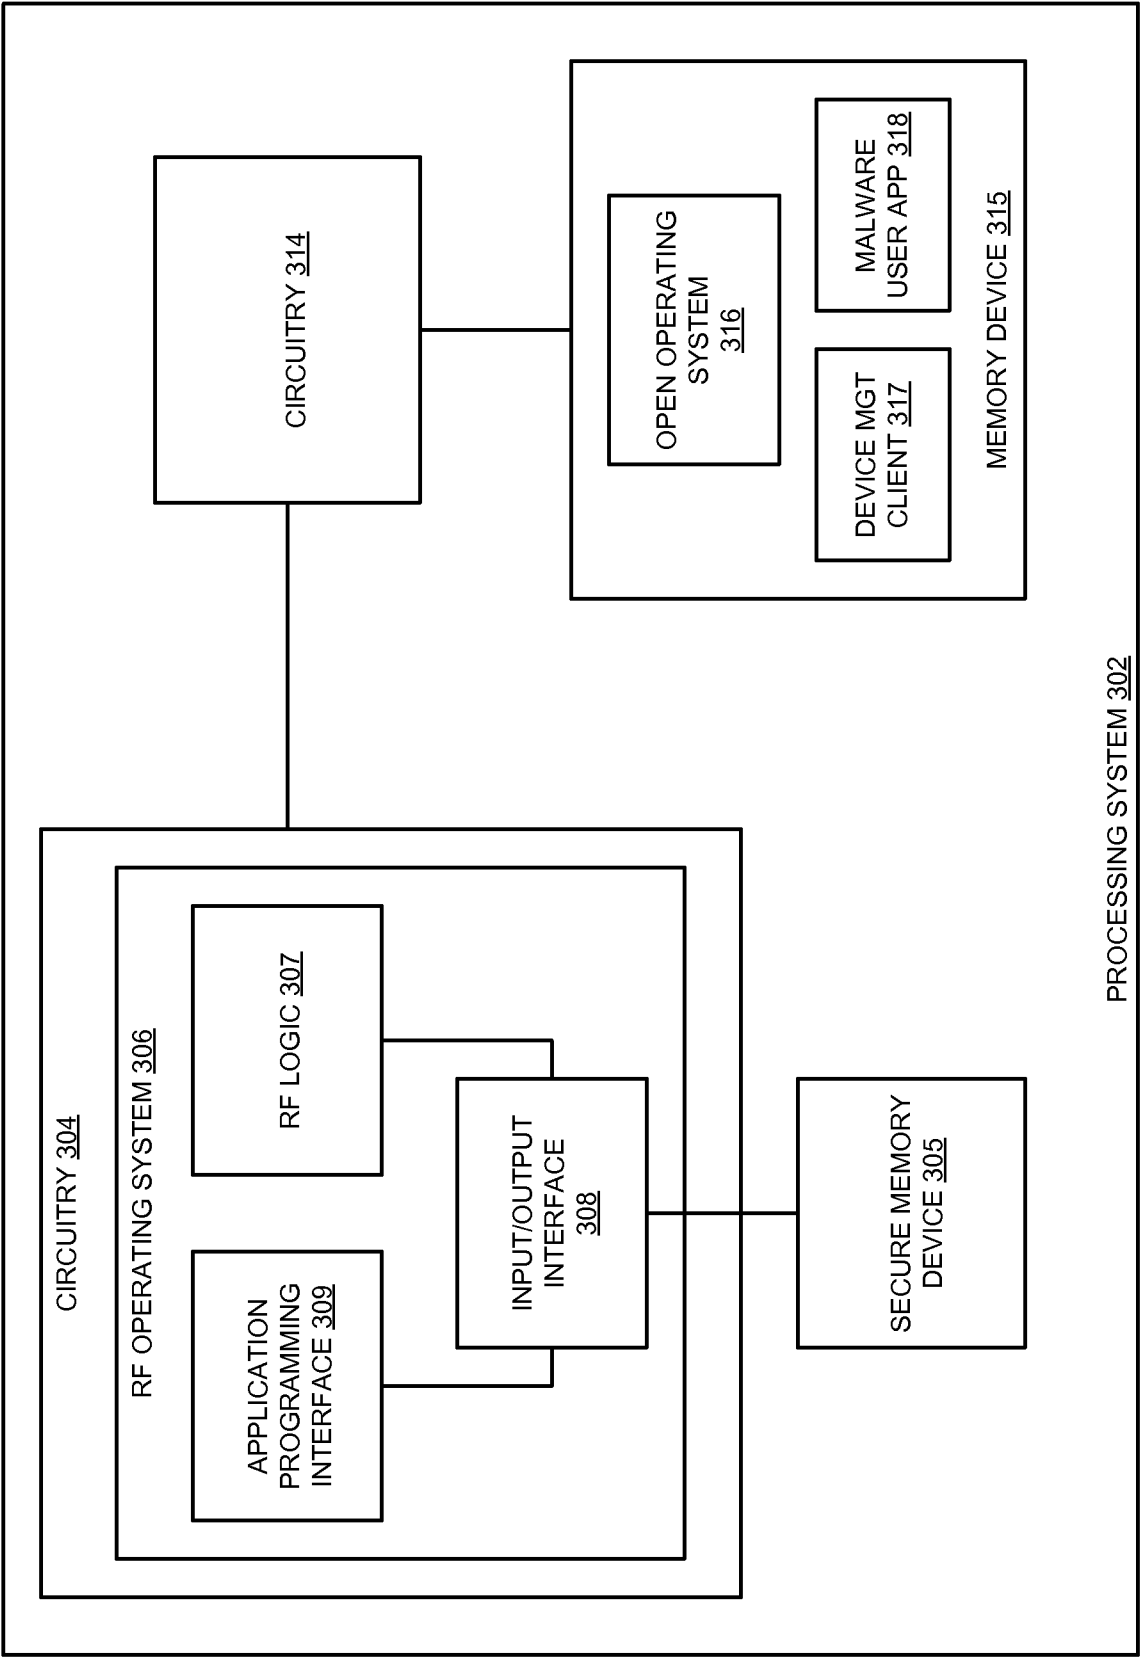 CIRCUITRY 304
RF OPERATING SYSTEM 306
APPLICATION
PROGRAMMING
INTERFACE 309
RF LOGIC 307
INPUT/OUTPUT
INTERFACE
308
SECURE MEMORY
DEVICE 305
CIRCUITRY 314
OPEN OPERATING
SYSTEM
316
DEVICE MGT
CLIENT 317
MALWARE
USER APP 318
MEMORY DEVICE 315
PROCESSING SYSTEM 302